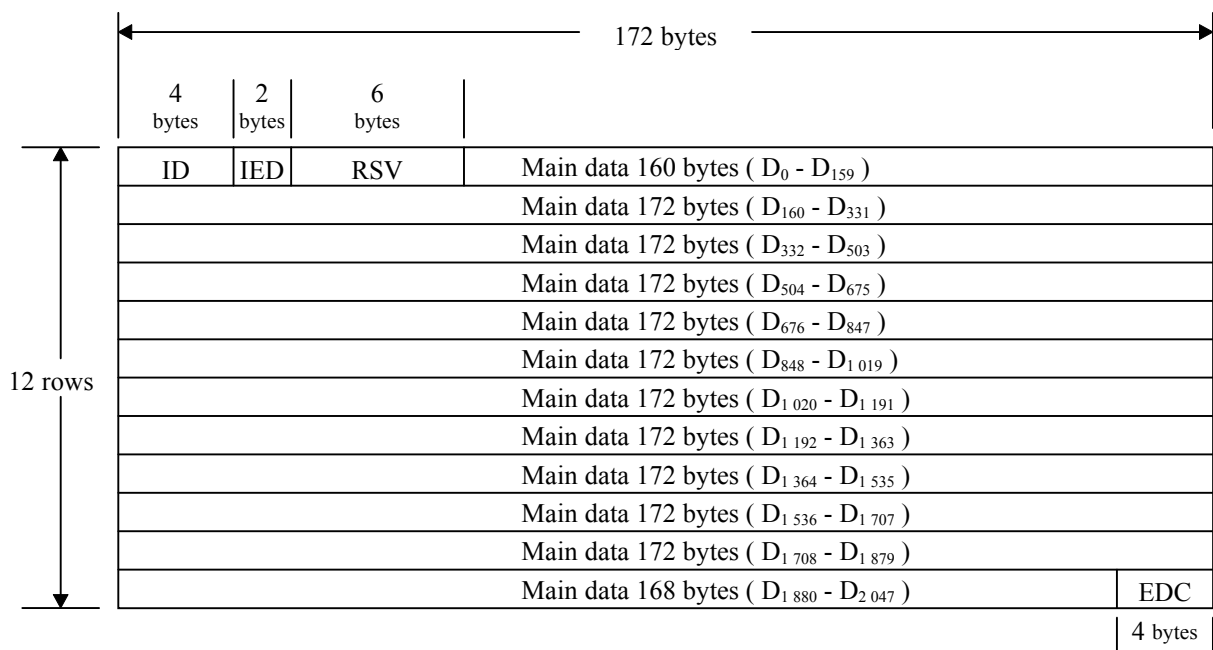 172 bytes
4 2 6
bytes bytes bytes
ID IED RSV Main data 160 bytes ( D0 - D159 )
Main data 172 bytes ( D160 - D331 )
Main data 172 bytes ( D332 - D503 )
Main data 172 bytes ( D504 - D675 )
Main data 172 bytes ( D676 - D847 )
Main data 172 bytes ( D848 - D1 019 )
12 rows
Main data 172 bytes ( D1 020 - D1 191 )
Main data 172 bytes ( D1 192 - D1 363 )
Main data 172 bytes ( D1 364 - D1 535 )
Main data 172 bytes ( D1 536 - D1 707 )
Main data 172 bytes ( D1 708 - D1 879 )
Main data 168 bytes ( D1 880 - D2 047 ) EDC
4 bytes